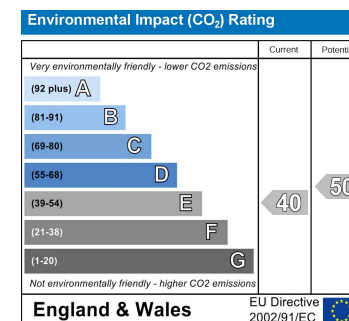 Environmental Impact (CO₂) Rating
Current Potenti
Very environmentally friendly - lower CO2 emissions
(92 plus) A
(81-91) B
(69-80) C
(55-68) D
(39-54) E
(21-38) F
(1-20) G
40
50
Not environmentally friendly - higher CO2 emissions
England & Wales
EU Directive
2002/91/EC